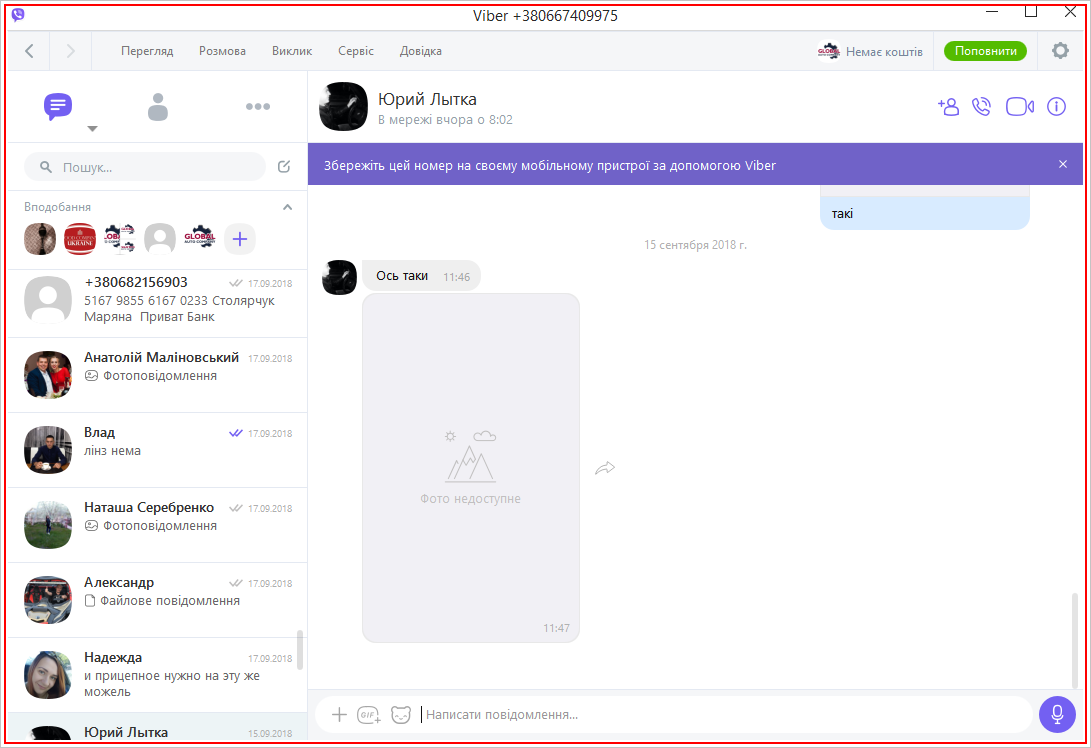 Viber +380667409975
Перегляд Розмова Виклик Сервіс Довідка
Немає коштів
Поповнити
Юрий Лытка
В мережі вчора о 8:02
Пошук...
Збережіть цей номер на своєму мобільному пристрої за допомогою Viber
Вподобання
+380682156903 17.09.2018
5167 9855 6167 0233 Столярчук
Маряна Приват Банк
Анатолій Маліновський 17.09.2018
Фотоповідомлення
Влад 17.09.2018
лінз нема
Наташа Серебренко 17.09.2018
Фотоповідомлення
Александр 17.09.2018
Файлове повідомлення
Надежда 17.09.2018
и прицепное нужно на эту же
можель
Юрий Лытка 15.09.2018
такі
15 сентября 2018 г.
Ось таки 11:46
Фото недоступне
11:47
GIF
Написати повідомлення...